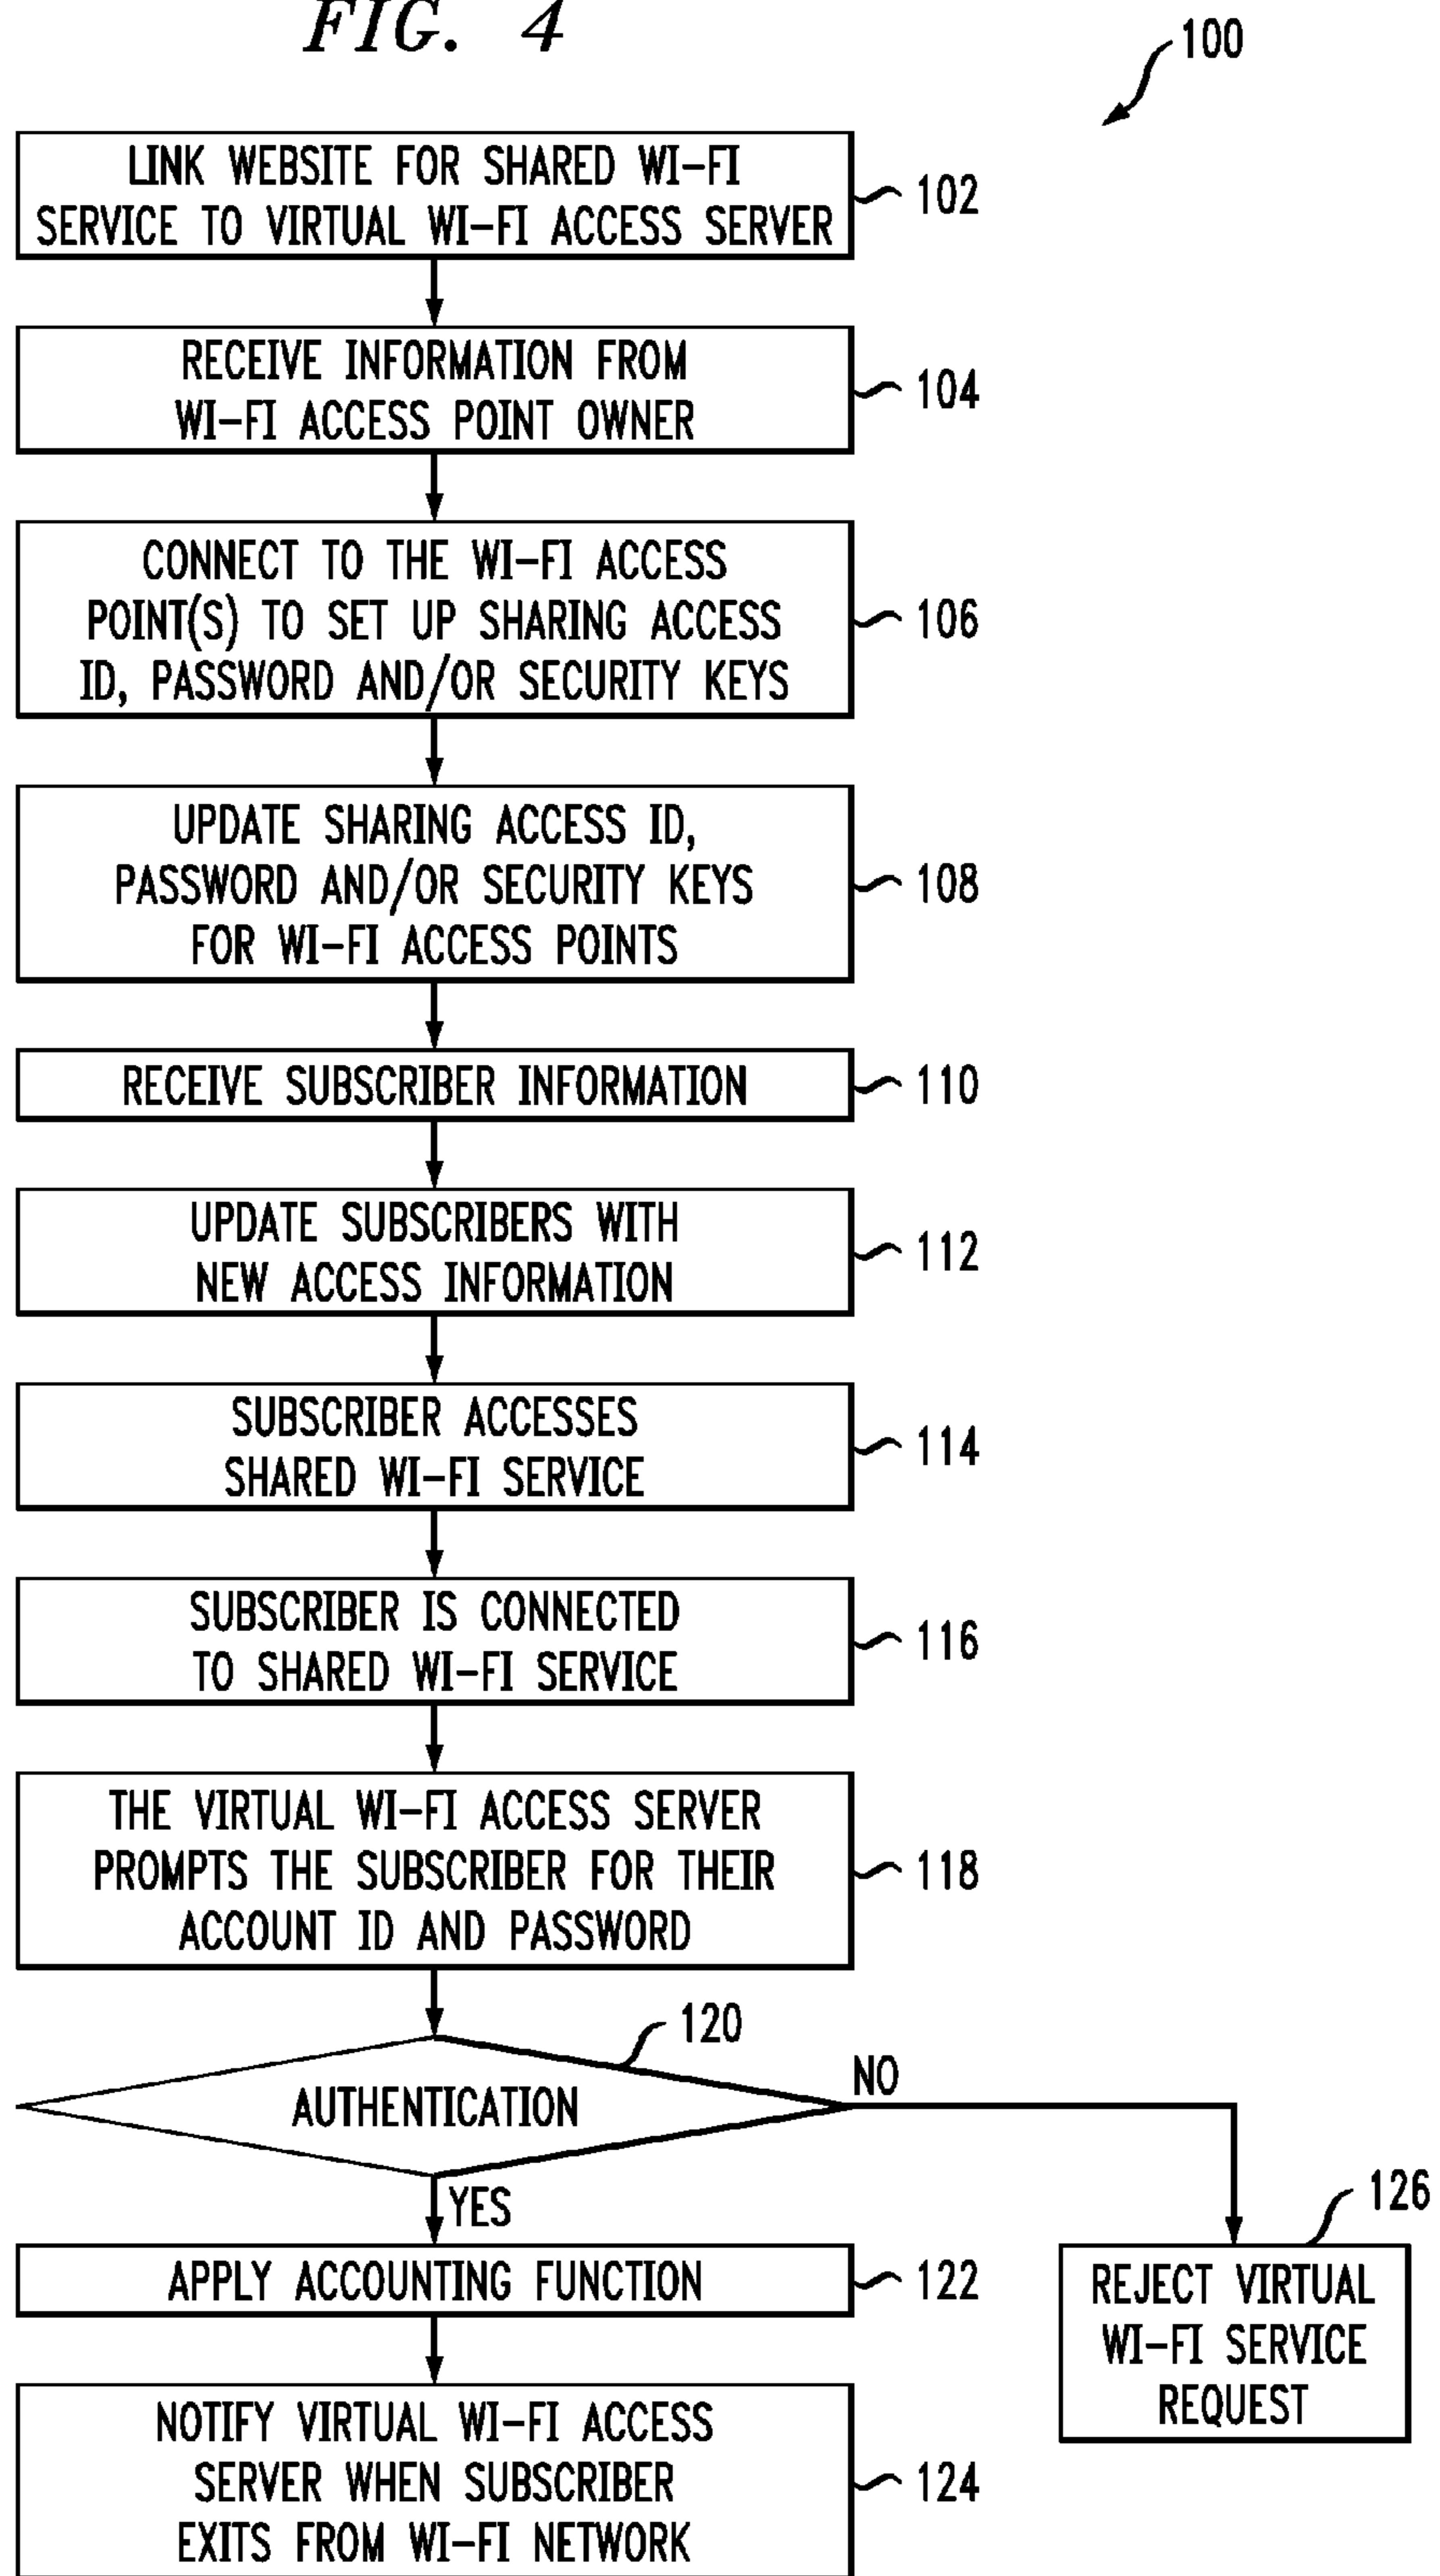 FIG. 4
100
LINK WEBSITE FOR SHARED WI-FI
SERVICE TO VIRTUAL WI-FI ACCESS SERVER
102
RECEIVE INFORMATION FROM
WI-FI ACCESS POINT OWNER
104
CONNECT TO THE WI-FI ACCESS
POINT(S) TO SET UP SHARING ACCESS
ID, PASSWORD AND/OR SECURITY KEYS
106
UPDATE SHARING ACCESS ID,
PASSWORD AND/OR SECURITY KEYS
FOR WI-FI ACCESS POINTS
108
RECEIVE SUBSCRIBER INFORMATION
110
UPDATE SUBSCRIBERS WITH
NEW ACCESS INFORMATION
112
SUBSCRIBER ACCESSES
SHARED WI-FI SERVICE
114
SUBSCRIBER IS CONNECTED
TO SHARED WI-FI SERVICE
116
THE VIRTUAL WI-FI ACCESS SERVER
PROMPTS THE SUBSCRIBER FOR THEIR
ACCOUNT ID AND PASSWORD
118
120
AUTHENTICATION
NO
YES
126
APPLY ACCOUNTING FUNCTION
122
REJECT VIRTUAL
WI-FI SERVICE
REQUEST
NOTIFY VIRTUAL WI-FI ACCESS
SERVER WHEN SUBSCRIBER
EXITS FROM WI-FI NETWORK
124